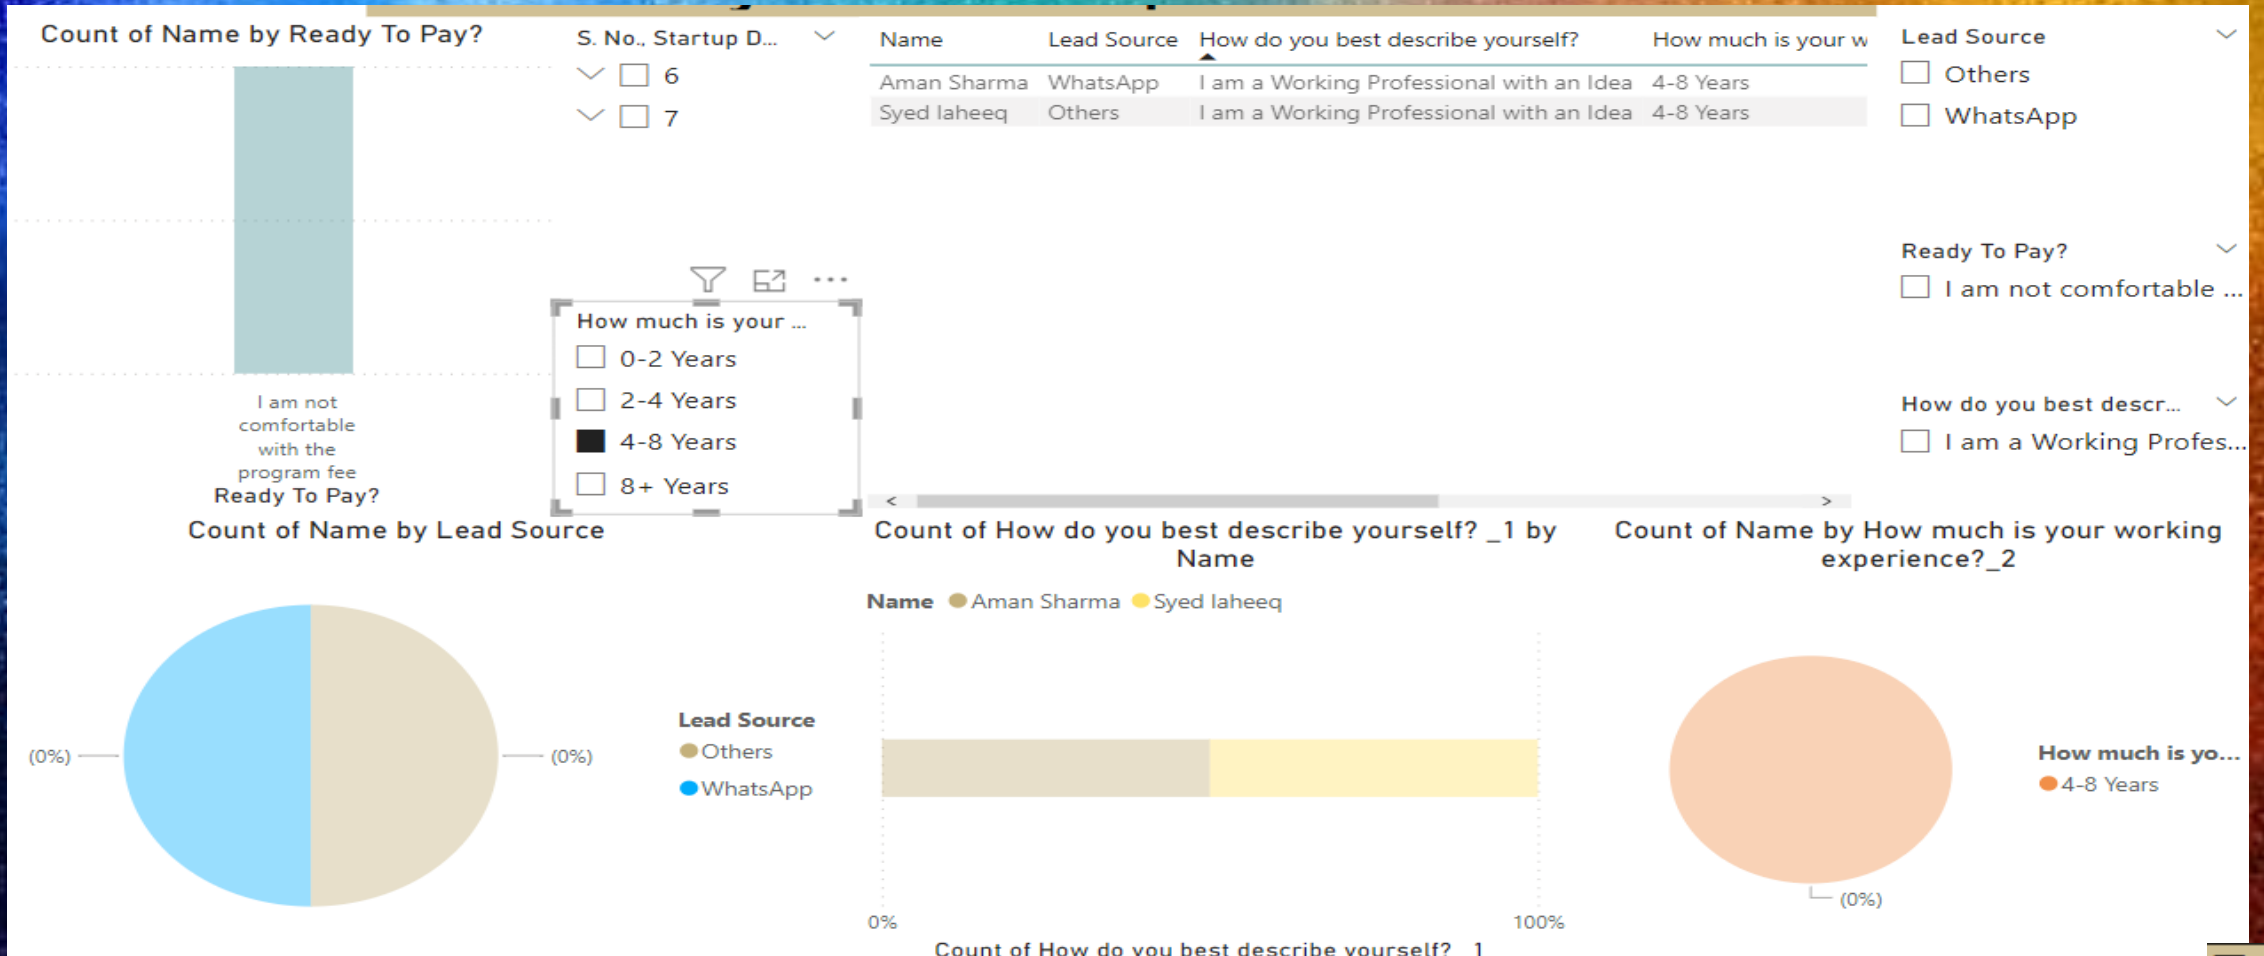 Count of Name by Ready To Pay?
I am not
comfortable
with the
program fee
Ready To Pay?
S. No., Startup D...
6
7
How much is your ...
0-2 Years
2-4 Years
4-8 Years
8+ Years
Name Lead Source How do you best describe yourself? How much is your w
Aman Sharma WhatsApp I am a Working Professional with an Idea 4-8 Years
Syed laheeq Others I am a Working Professional with an Idea 4-8 Years
Lead Source
Others
WhatsApp
Ready To Pay?
I am not comfortable ...
How do you best descr...
I am a Working Profes...
Count of Name by Lead Source
(0%)
(0%)
Lead Source
Others
WhatsApp
Count of How do you best describe yourself? _1 by
Name
Name Aman Sharma Syed laheeq
0% 100%
Count of How do you best describe yourself? _1
Count of Name by How much is your working
experience?_2
How much is yo...
4-8 Years
(0%)